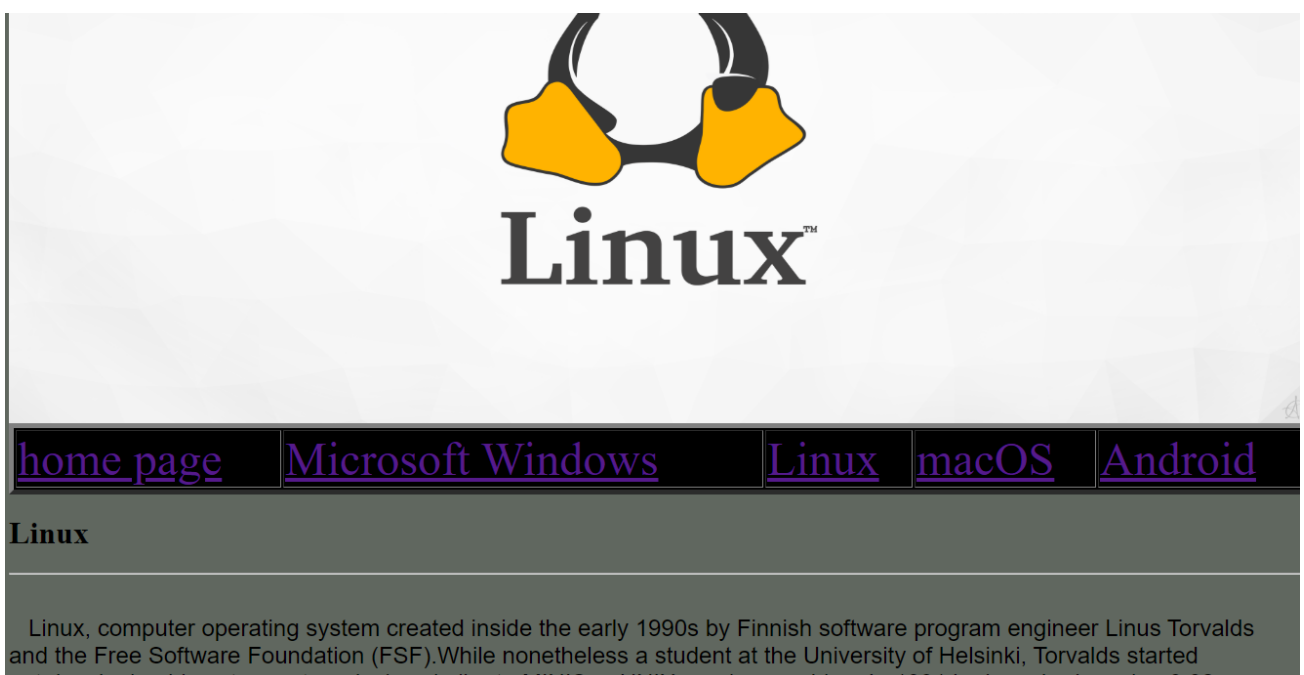 Linux™
home page Microsoft Windows Linux macOS Android
Linux
Linux, computer operating system created inside the early 1990s by Finnish software program engineer Linus Torvalds
and the Free Software Foundation (FSF).While nonetheless a student at the University of Helsinki, Torvalds started